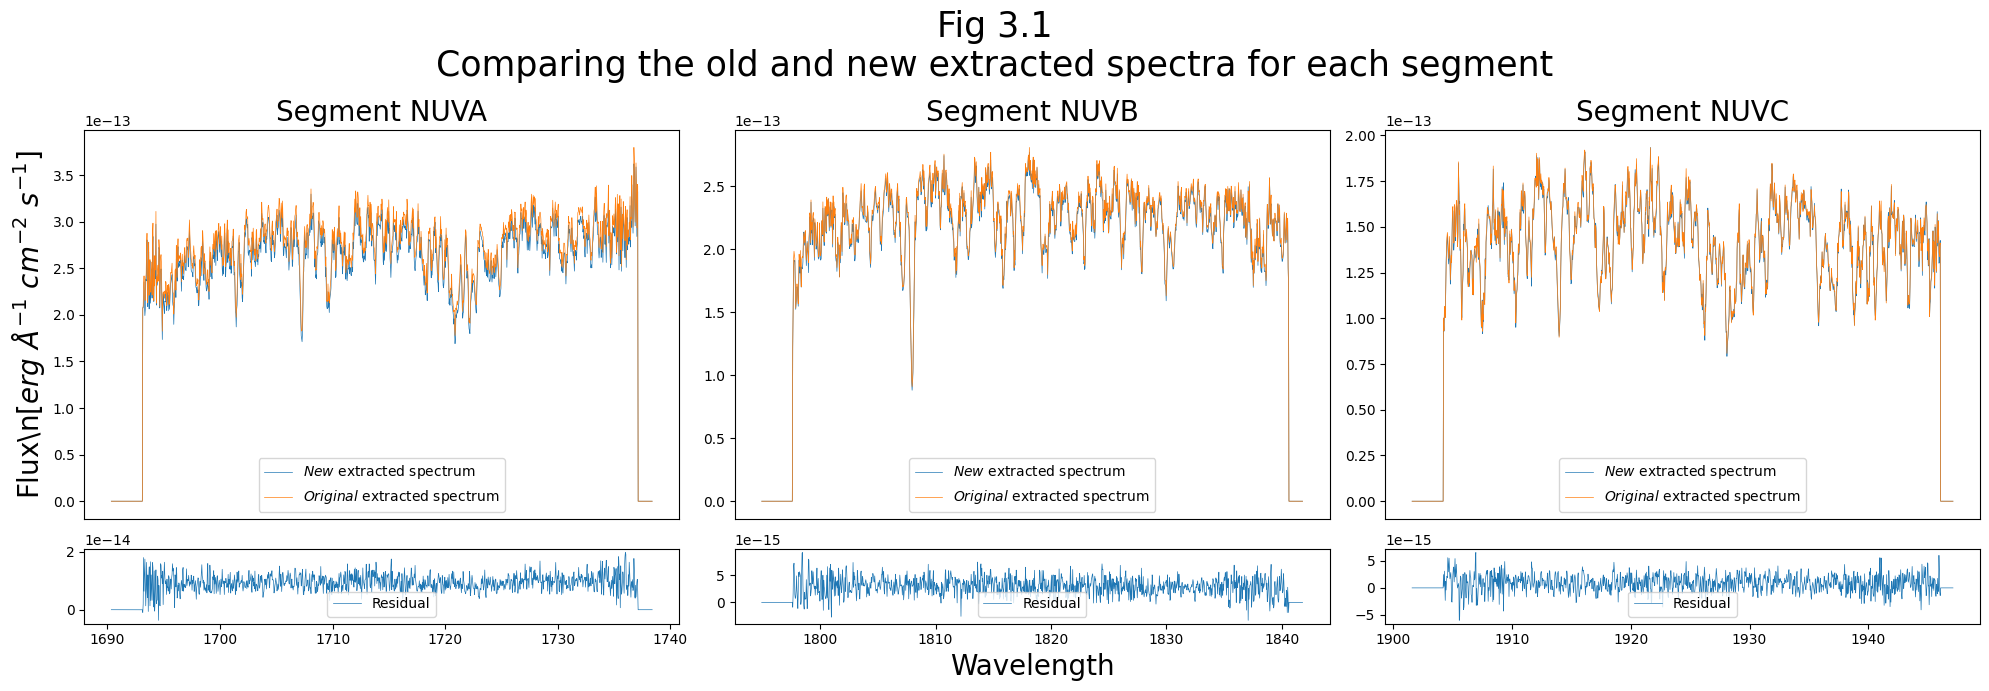 Fig 3.1
Comparing the old and new extracted spectra for each segment
Segment NUVA
Segment NUVB
Segment NUVC
Flux\n[erg Å⁻¹ cm⁻² s⁻¹]
1e−13
3.5
3.0
2.5
2.0
1.5
1.0
0.5
0.0
New extracted spectrum
Original extracted spectrum
1e−13
2.5
2.0
1.5
1.0
0.5
0.0
New extracted spectrum
Original extracted spectrum
1e−13
2.00
1.75
1.50
1.25
1.00
0.75
0.50
0.25
0.00
New extracted spectrum
Original extracted spectrum
1e−14
2
0
Residual
1690 1700 1710 1720 1730 1740
1e−15
5
0
Residual
1800 1810 1820 1830 1840
1e−15
5
0
−5
Residual
1900 1910 1920 1930 1940
Wavelength